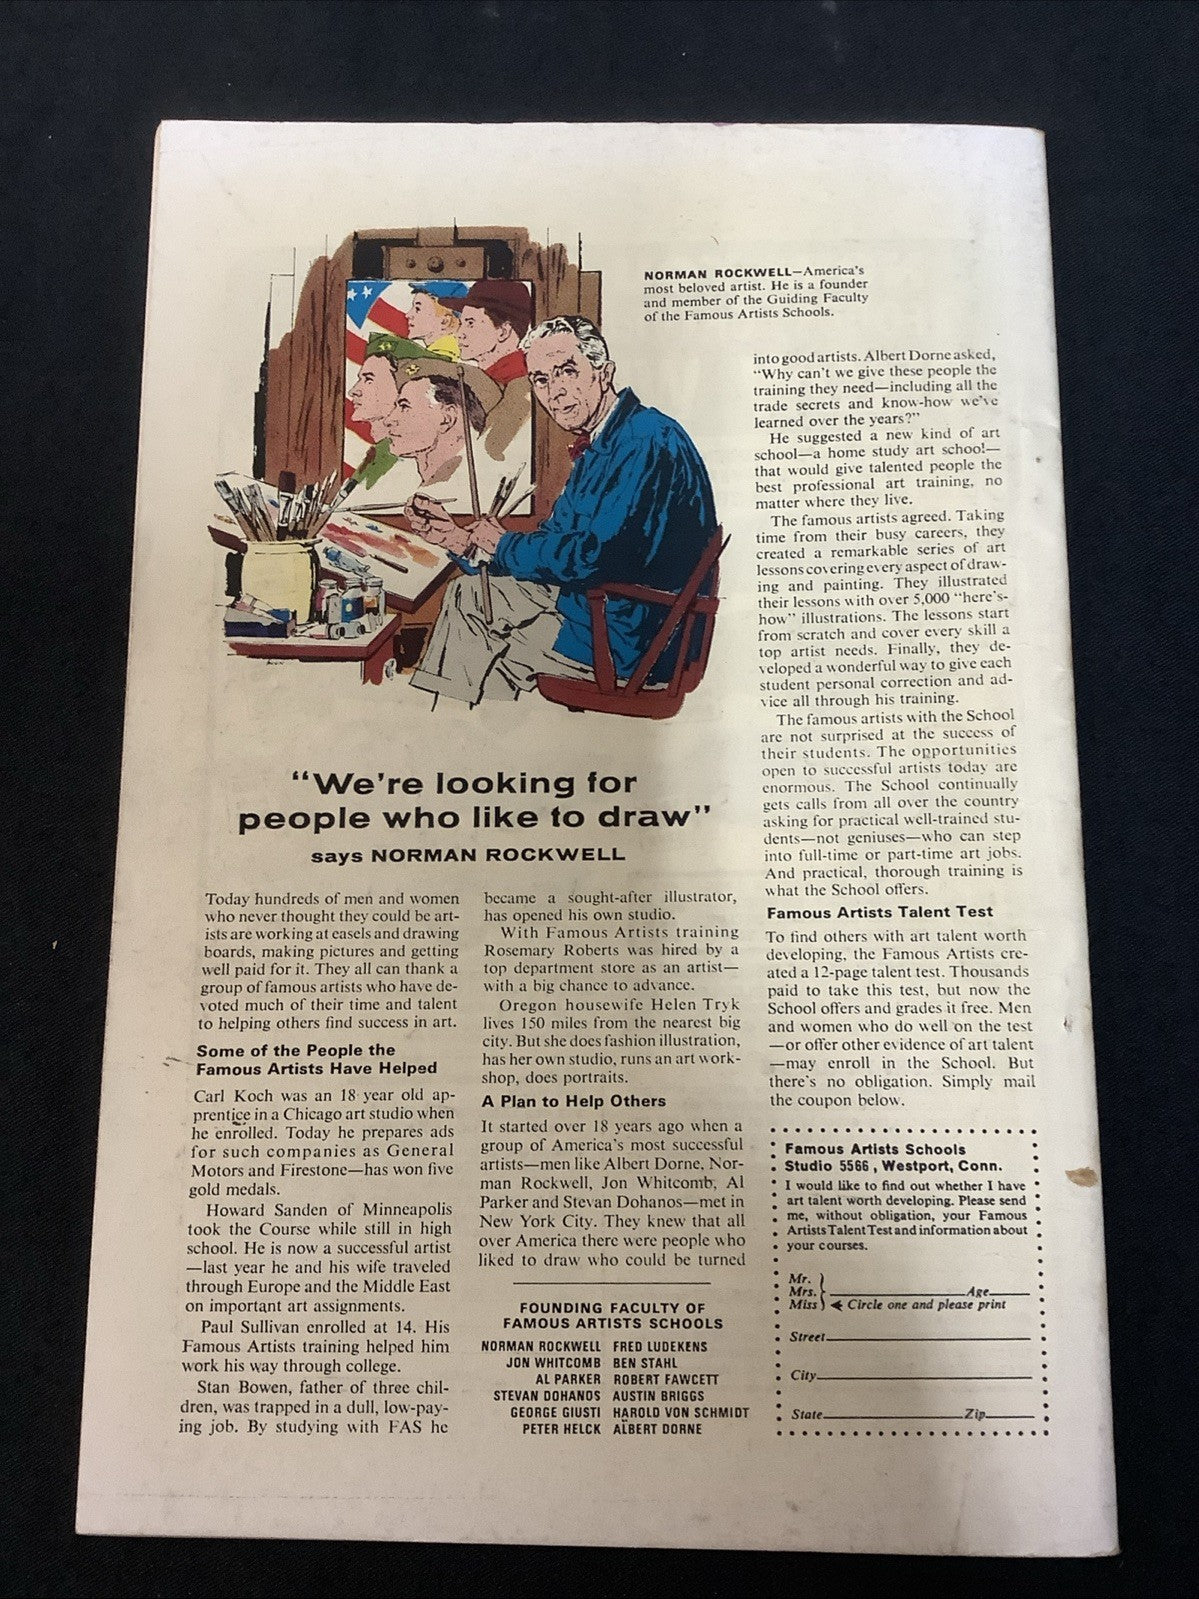 NORMAN ROCKWELL—America's
most beloved artist. He is a founder
and member of the Guiding Faculty
of the Famous Artists Schools.
"We're looking for
people who like to draw"
says NORMAN ROCKWELL
Today hundreds of men and women
who never thought they could be art-
ists are working at easels and drawing
boards, making pictures and getting
well paid for it. They all can thank a
group of famous artists who have de-
voted much of their time and talent
to helping others find success in art.
Some of the People the
Famous Artists Have Helped
Carl Koch was an 18 year old ap-
prentice in a Chicago art studio when
he enrolled. Today he prepares ads
for such companies as General
Motors and Firestone—has won five
gold medals.
Howard Sanden of Minneapolis
took the Course while still in high
school. He is now a successful artist
—last year he and his wife traveled
through Europe and the Middle East
on important art assignments.
Paul Sullivan enrolled at 14. His
Famous Artists training helped him
work his way through college.
Stan Bowen, father of three chil-
dren, was trapped in a dull, low-pay-
ing job. By studying with FAS he
became a sought-after illustrator,
has opened his own studio.
With Famous Artists training
Rosemary Roberts was hired by a
top department store as an artist—
with a big chance to advance.
Oregon housewife Helen Tryk
lives 150 miles from the nearest big
city. But she does fashion illustration,
has her own studio, runs an art work-
shop, does portraits.
A Plan to Help Others
It started over 18 years ago when a
group of America's most successful
artists—men like Albert Dorne, Nor-
man Rockwell, Jon Whitcomb, Al
Parker and Stevan Dohanos—met in
New York City. They knew that all
over America there were people who
liked to draw who could be turned
into good artists. Albert Dorne asked,
"Why can't we give these people the
training they need—including all the
trade secrets and know-how we've
learned over the years?"
He suggested a new kind of art
school—a home study art school—
that would give talented people the
best professional art training, no
matter where they live.
The famous artists agreed. Taking
time from their busy careers, they
created a remarkable series of art
lessons covering every aspect of draw-
ing and painting. They illustrated
their lessons with over 5,000 "here's-
how" illustrations. The lessons start
from scratch and cover every skill a
top artist needs. Finally, they de-
veloped a wonderful way to give each
student personal correction and ad-
vice all through his training.
The famous artists with the School
are not surprised at the success of
their students. The opportunities
open to successful artists today are
enormous. The School continually
gets calls from all over the country
asking for practical well-trained stu-
dents—not geniuses—who can step
into full-time or part-time art jobs.
And practical, thorough training is
what the School offers.
Famous Artists Talent Test
To find others with art talent worth
developing, the Famous Artists cre-
ated a 12-page talent test. Thousands
paid to take this test, but now the
School offers and grades it free. Men
and women who do well on the test
—or offer other evidence of art talent
—may enroll in the School. But
there's no obligation. Simply mail
the coupon below.
FOUNDING FACULTY OF
FAMOUS ARTISTS SCHOOLS
NORMAN ROCKWELL FRED LUDEKENS
JON WHITCOMB BEN STAHL
AL PARKER ROBERT FAWCETT
STEVAN DOHANOS AUSTIN BRIGGS
GEORGE GIUSTI HAROLD VON SCHMIDT
PETER HELCK ALBERT DORNE
Famous Artists Schools
Studio 5566, Westport, Conn.
I would like to find out whether I have
art talent worth developing. Please send
me, without obligation, your Famous
Artists Talent Test and information about
your courses.
Mr.
Mrs. Age
Miss Circle one and please print
Street
City
State Zip